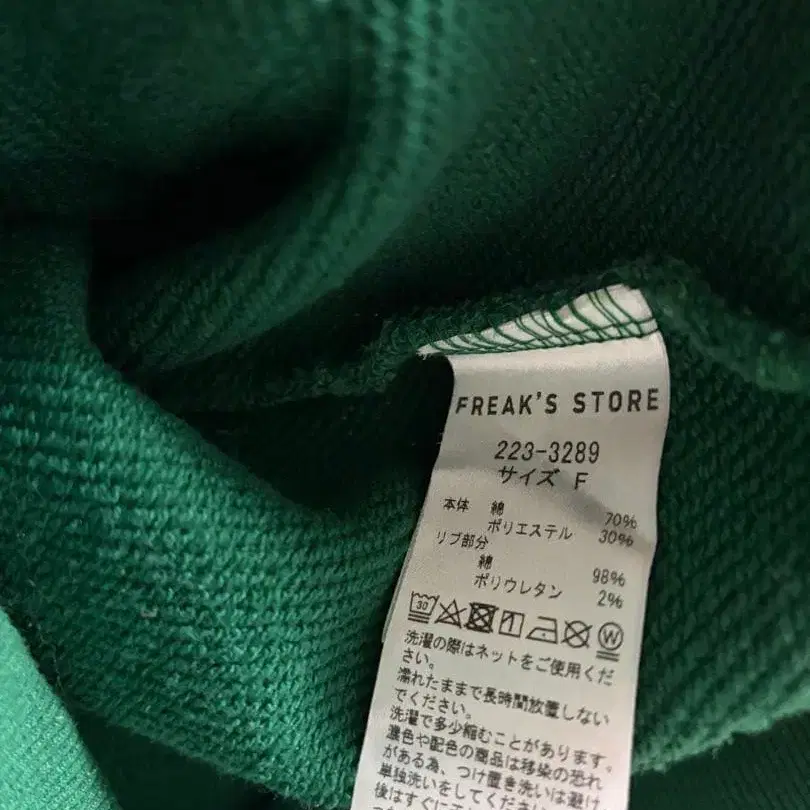 FREAK'S STORE
223-3289
サイズ F
本体 綿 70%
ポリエステル 30%
リブ部分
綿 98%
ポリウレタン 2%
30
W
洗濯の際はネットをご使用くだ
さい。
濡れたままで長時間放置しない
でください。
洗濯で多少縮むことがあります。
濃色や配色の商品は移染の恐れ
がある為、つけ置き洗いは避け
単独洗いをしてください
後はすぐに